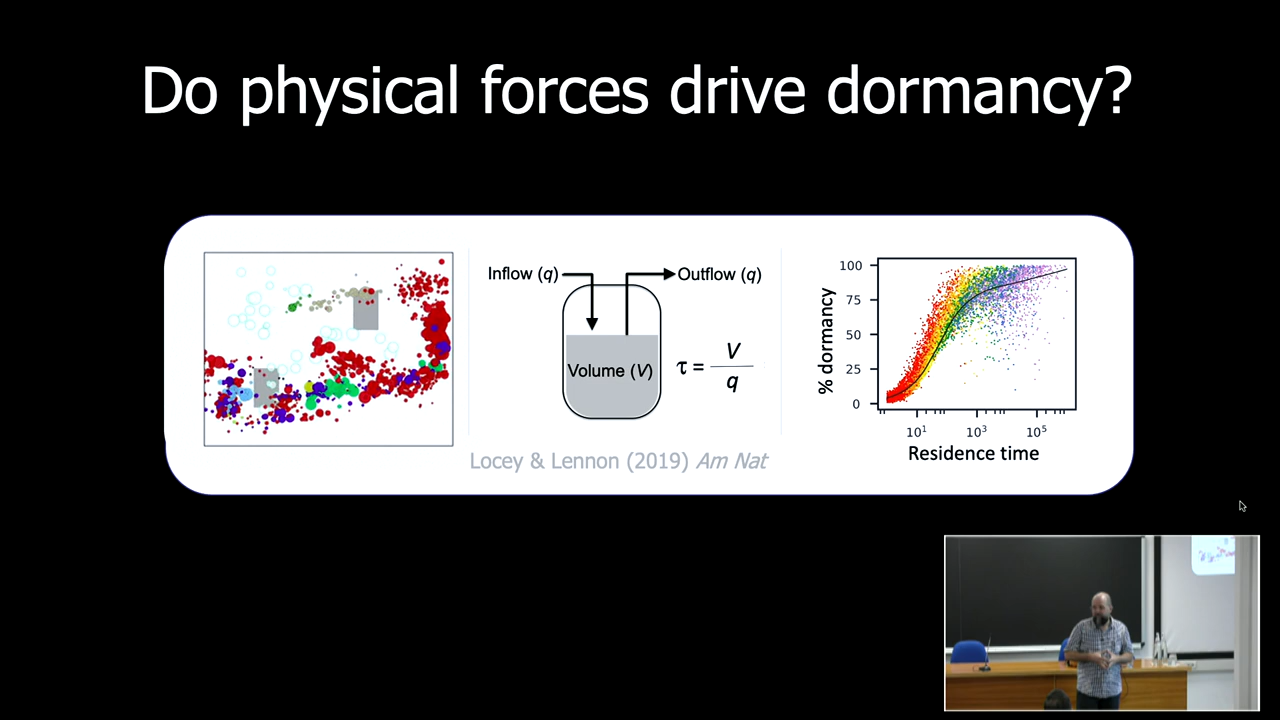 Do physical forces drive dormancy?
Inflow (q)
Outflow (q)
Volume (V)
τ = V / q
Locey & Lennon (2019) Am Nat
% dormancy
100
75
50
25
0
10¹ 10³ 10⁵
Residence time